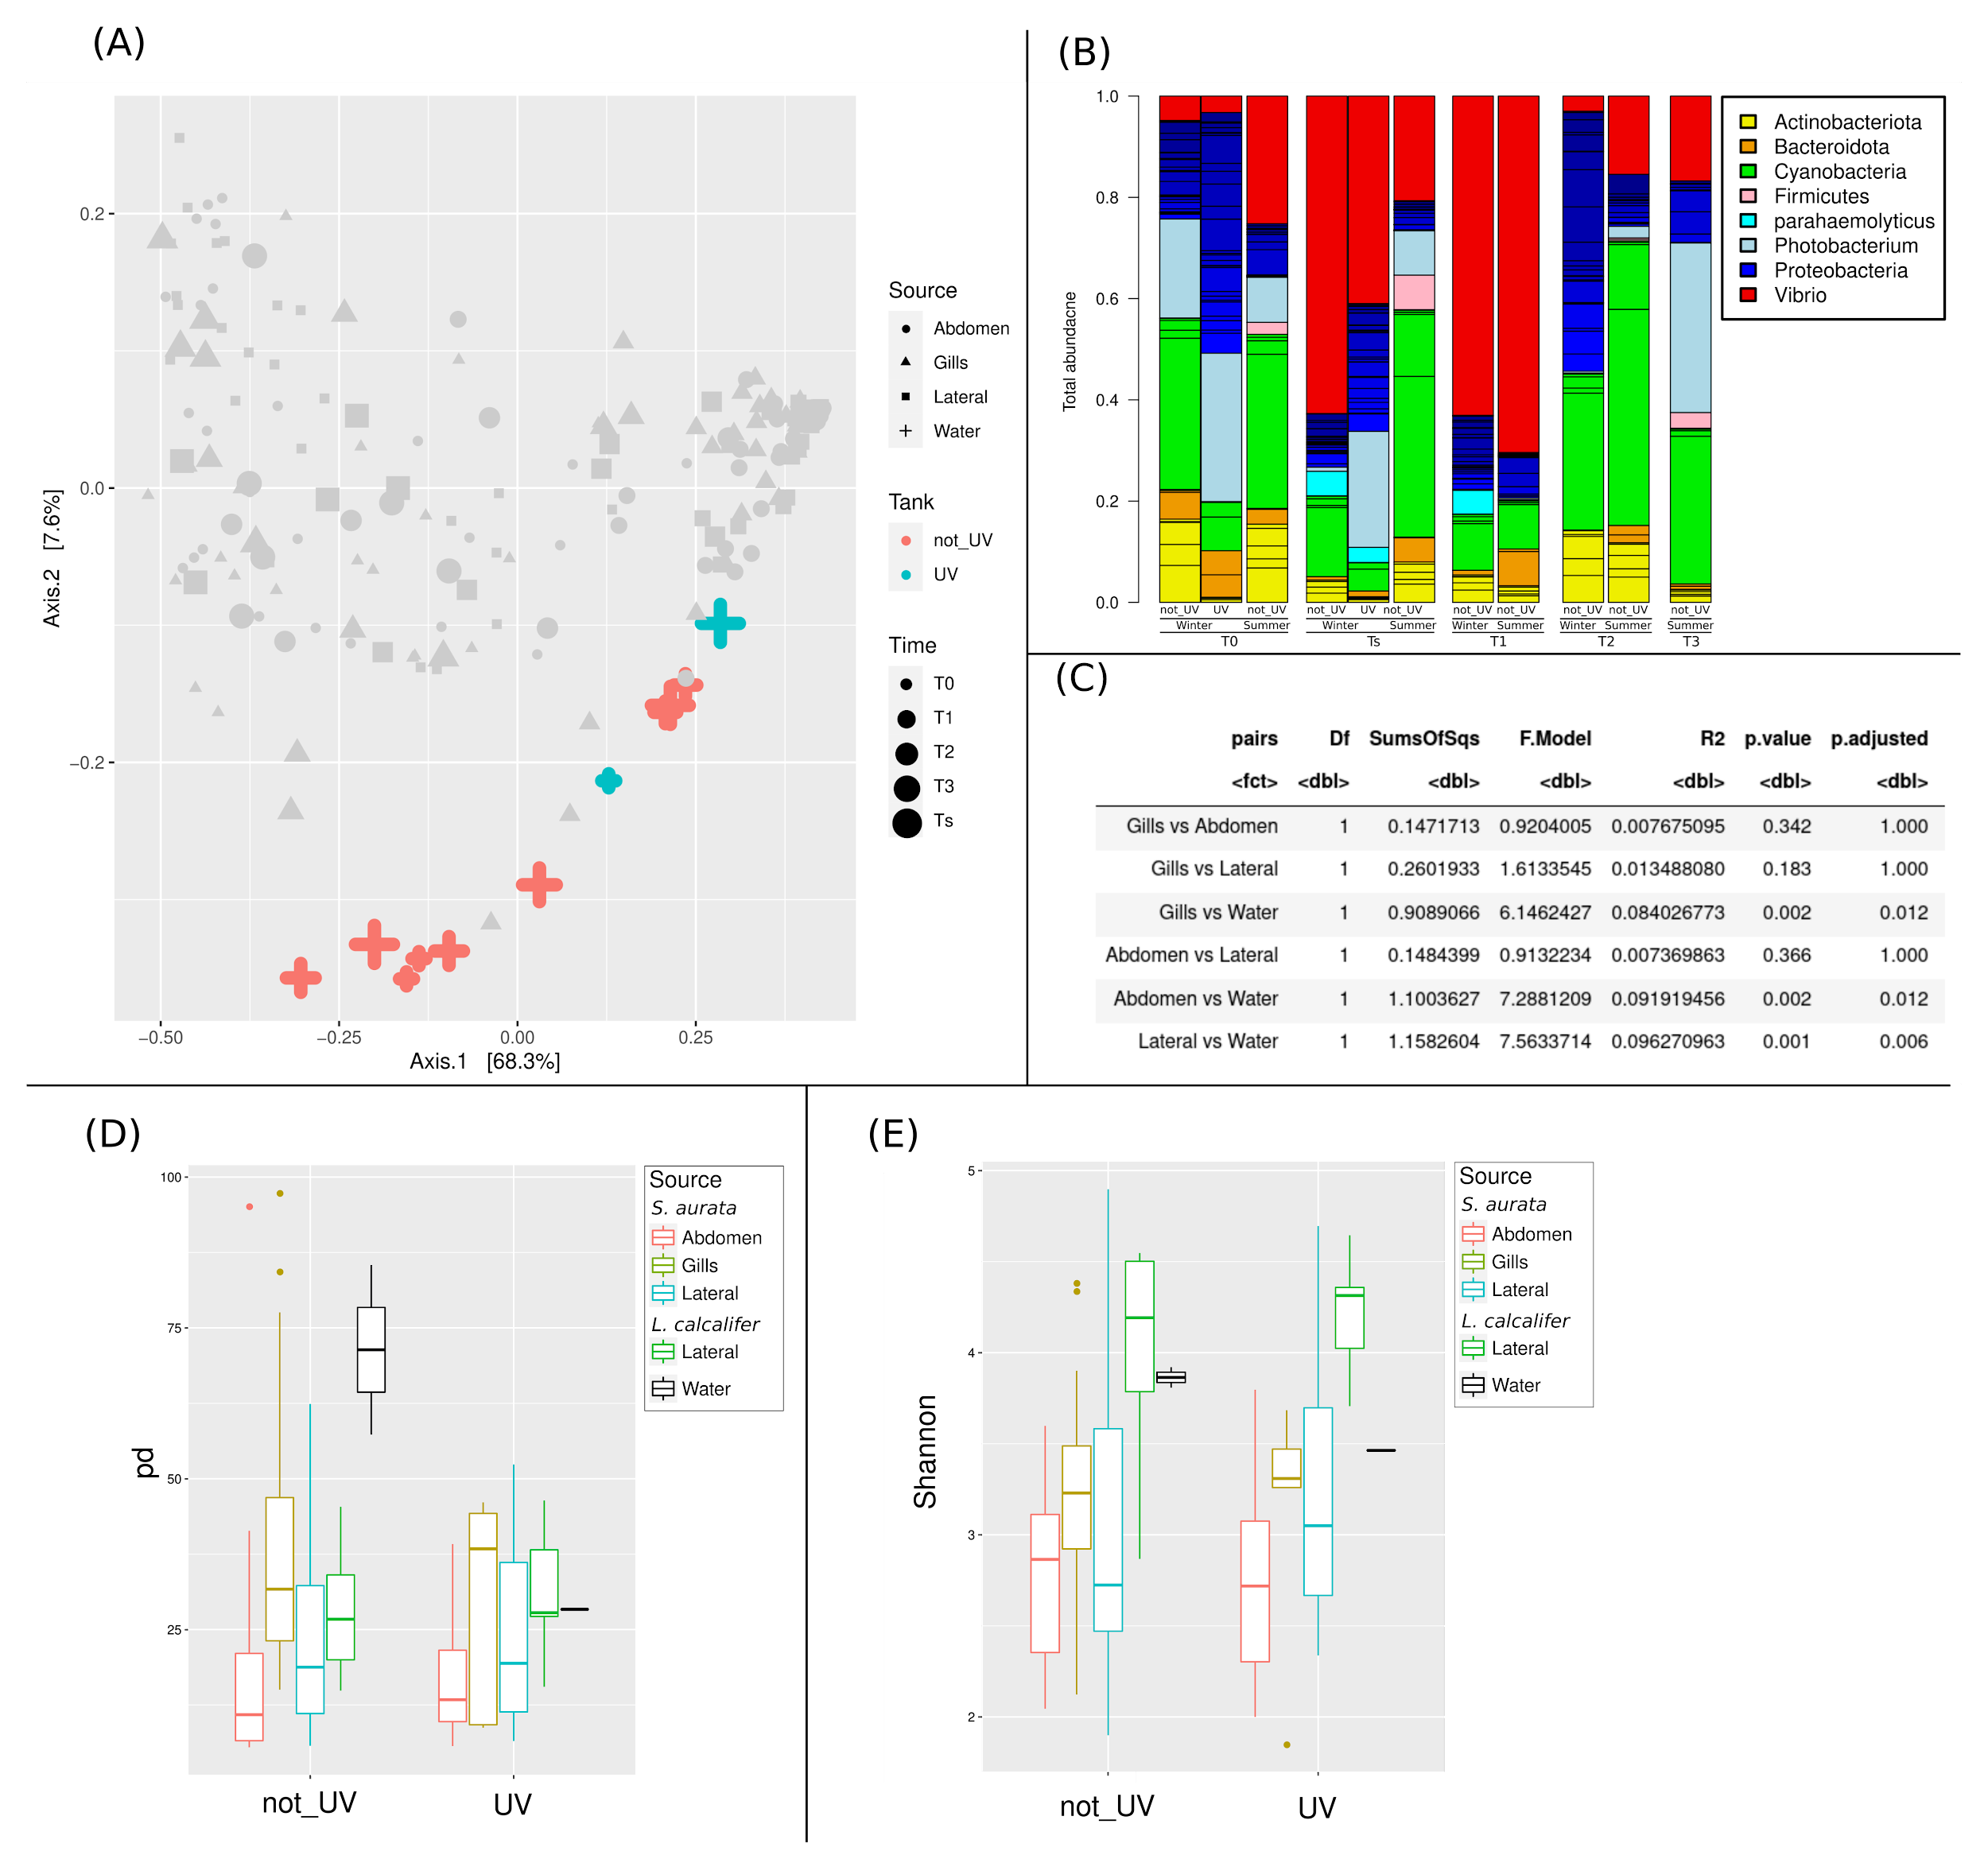 (A)
0.2
0.0
−0.2
Axis.2 [7.6%]
−0.50 −0.25 0.00 0.25
Axis.1 [68.3%]
Source
Abdomen
Gills
Lateral
Water
Tank
not_UV
UV
Time
T0
T1
T2
T3
Ts
(B)
Total abundacne
1.0
0.8
0.6
0.4
0.2
0.0
not_UV UV not_UV not_UV UV not_UV not_UV not_UV not_UV not_UV not_UV
Winter Summer Winter Summer Winter Summer Winter Summer Summer
T0 Ts T1 T2 T3
Actinobacteriota
Bacteroidota
Cyanobacteria
Firmicutes
parahaemolyticus
Photobacterium
Proteobacteria
Vibrio
(C)
pairs Df SumsOfSqs F.Model R2 p.value p.adjusted
<fct> <dbl> <dbl> <dbl> <dbl> <dbl> <dbl>
Gills vs Abdomen 1 0.1471713 0.9204005 0.007675095 0.342 1.000
Gills vs Lateral 1 0.2601933 1.6133545 0.013488080 0.183 1.000
Gills vs Water 1 0.9089066 6.1462427 0.084026773 0.002 0.012
Abdomen vs Lateral 1 0.1484399 0.9132234 0.007369863 0.366 1.000
Abdomen vs Water 1 1.1003627 7.2881209 0.091919456 0.002 0.012
Lateral vs Water 1 1.1582604 7.5633714 0.096270963 0.001 0.006
(D)
pd
100
75
50
25
not_UV UV
Source
S. aurata
Abdomen
Gills
Lateral
L. calcalifer
Lateral
Water
(E)
Shannon
5
4
3
2
not_UV UV
Source
S. aurata
Abdomen
Gills
Lateral
L. calcalifer
Lateral
Water